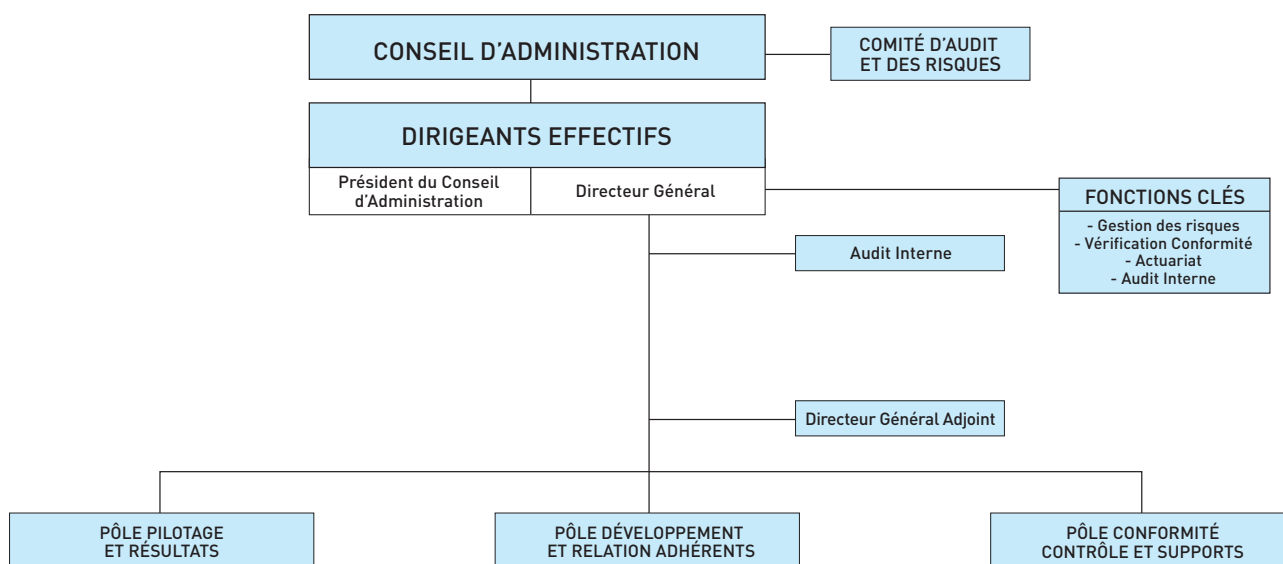 CONSEIL D'ADMINISTRATION
COMITÉ D'AUDIT
ET DES RISQUES
DIRIGEANTS EFFECTIFS
Président du Conseil
d'Administration
Directeur Général
FONCTIONS CLÉS
- Gestion des risques
- Vérification Conformité
- Actuariat
- Audit Interne
Audit Interne
Directeur Général Adjoint
PÔLE PILOTAGE
ET RÉSULTATS
PÔLE DÉVELOPPEMENT
ET RELATION ADHÉRENTS
PÔLE CONFORMITÉ
CONTRÔLE ET SUPPORTS